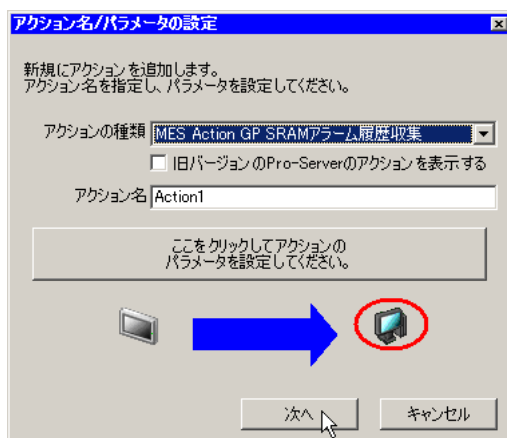 アクション名/パラメータの設定
新規にアクションを追加します。
アクション名を指定し、パラメータを設定してください。
アクションの種類 MES Action GP SRAMアラーム履歴収集
旧バージョンのPro-Serverのアクションを表示する
アクション名 Action1
ここをクリックしてアクションの
パラメータを設定してください。
次へ キャンセル